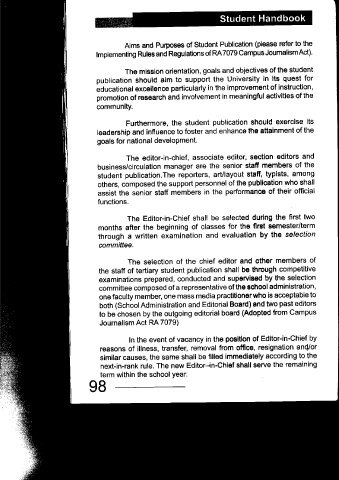 Student Handbook
Aims and Purposes of Student Publication (please refer to the
Implementing Rules and Regulations of RA 7079 Campus Journalism Act).
The mission orientation, goals and objectives of the student
publication should aim to support the University in its quest for
educational excellence particularly in the improvement of instruction,
promotion of research and involvement in meaningful activities of the
community.
Furthermore, the student publication should exercise its
leadership and influence to foster and enhance the attainment of the
goals for national development.
The editor-in-chief, associate editor, section editors and
business/circulation manager are the senior staff members of the
student publication.The reporters, art/layout staff, typists, among
others, composed the support personnel of the publication who shall
assist the senior staff members in the performance of their official
functions.
The Editor-in-Chief shall be selected during the first two
months after the beginning of classes for the first semester/term
through a written examination and evaluation by the selection
committee.
The selection of the chief editor and other members of
the staff of tertiary student publication shall be through competitive
examinations prepared, conducted and supervised by the selection
committee composed of a representative of the school administration,
one faculty member, one mass media practitioner who is acceptable to
both (School Administration and Editorial Board) and two past editors
to be chosen by the outgoing editorial board (Adopted from Campus
Journalism Act RA 7079)
In the event of vacancy in the position of Editor-in-Chief by
reasons of illness, transfer, removal from office, resignation and/or
similar causes, the same shall be filled immediately according to the
next-in-rank rule. The new Editor-in-Chief shall serve the remaining
term within the school year.
98